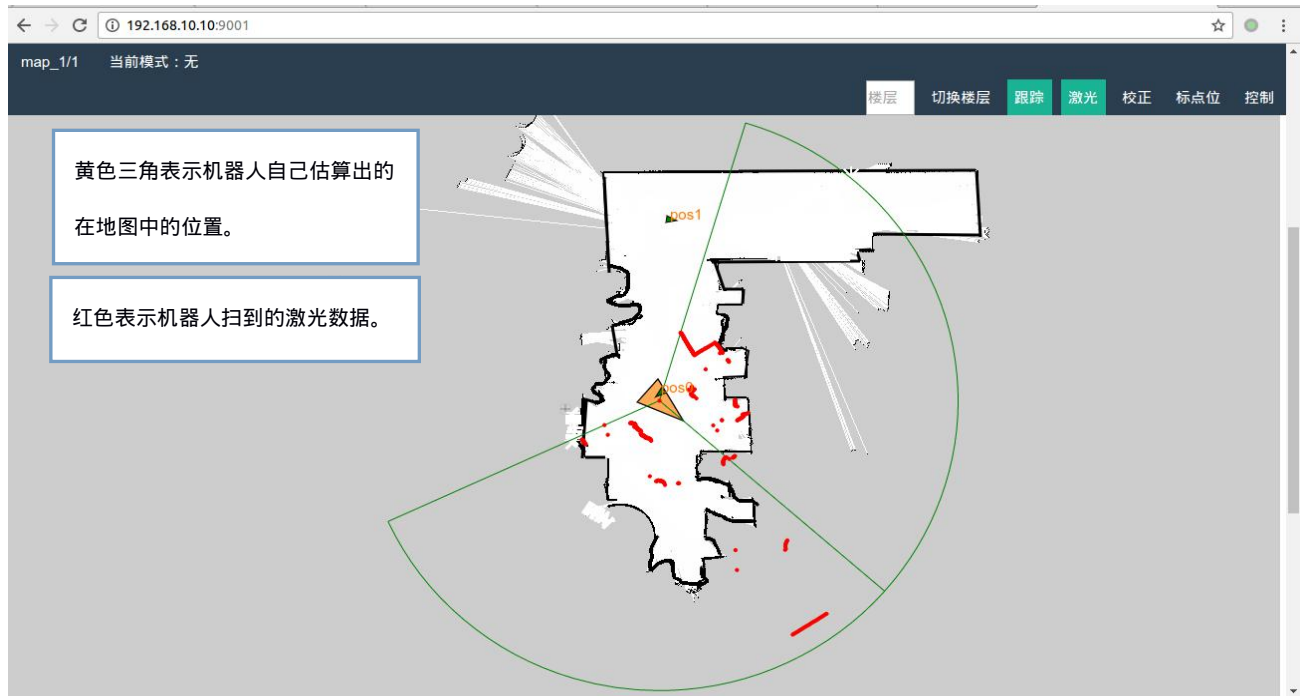 192.168.10.10:9001
map_1/1 当前模式：无
楼层 切换楼层 跟踪 激光 校正 标点位 控制
黄色三角表示机器人自己估算出的
在地图中的位置。
红色表示机器人扫到的激光数据。
pos1
pos0